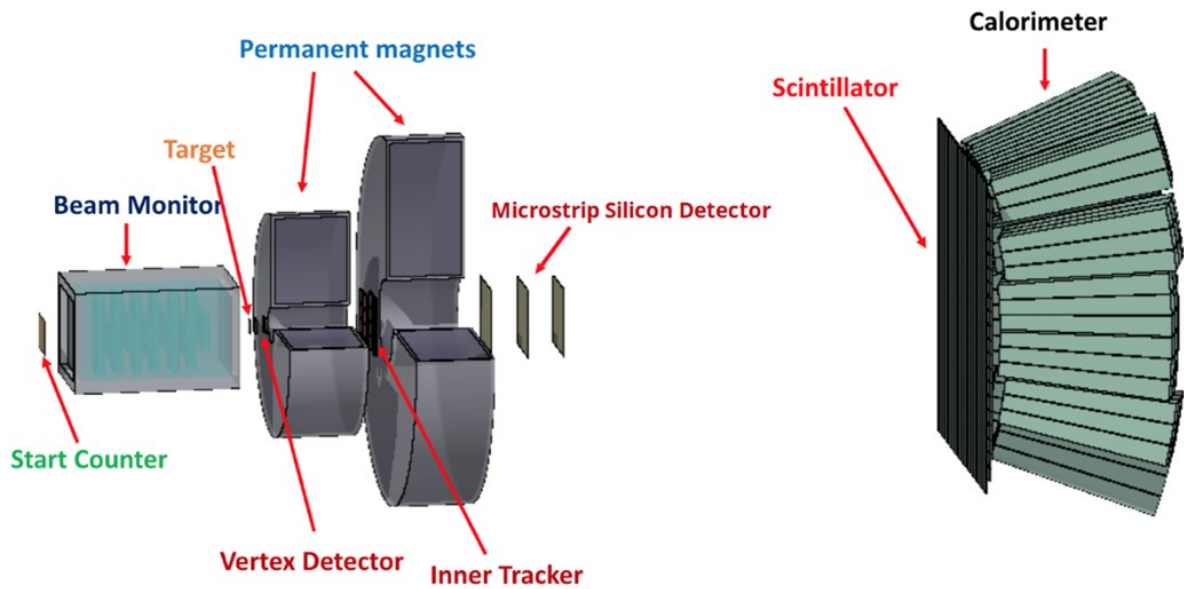 Calorimeter
Permanent magnets
Scintillator
Target
Beam Monitor
Microstrip Silicon Detector
Start Counter
Vertex Detector
Inner Tracker